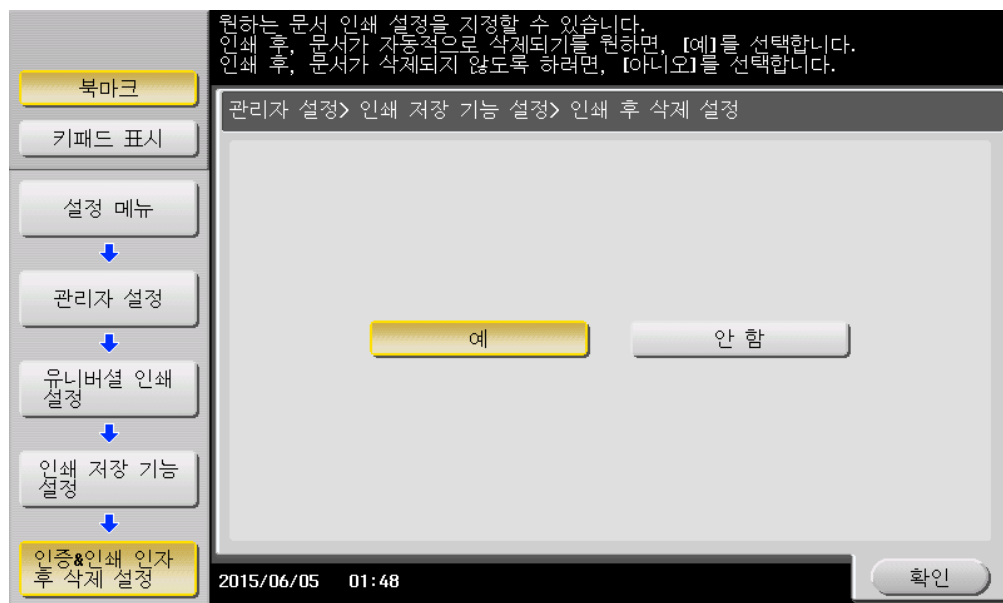 원하는 문서 인쇄 설정을 지정할 수 있습니다.
인쇄 후, 문서가 자동적으로 삭제되기를 원하면, [예]를 선택합니다.
인쇄 후, 문서가 삭제되지 않도록 하려면, [아니오]를 선택합니다.
북마크
키패드 표시
관리자 설정> 인쇄 저장 기능 설정> 인쇄 후 삭제 설정
설정 메뉴
관리자 설정
유니버셜 인쇄
설정
인쇄 저장 기능
설정
인증&인쇄 인자
후 삭제 설정
예
안 함
2015/06/05 01:48
확인